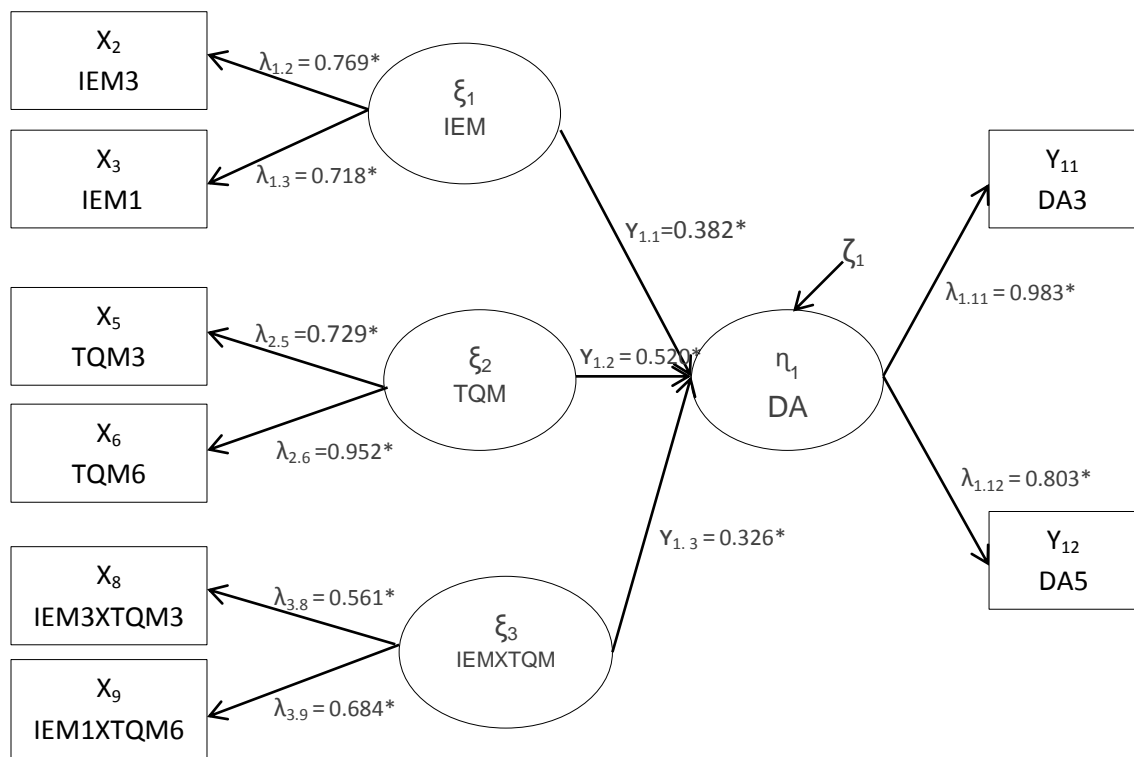 X₂
IEM3
λ₁.₂ = 0.769*
ξ₁
IEM
X₃
IEM1
λ₁.₃ = 0.718*
Y₁₁
DA3
ϒ₁.₁=0.382*
ζ₁
λ₁.₁₁ = 0.983*
X₅
TQM3
λ₂.₅ =0.729*
ξ₂
TQM
ϒ₁.₂ = 0.520*
η₁
DA
X₆
TQM6
λ₂.₆ =0.952*
λ₁.₁₂ = 0.803*
ϒ₁. ₃ = 0.326*
Y₁₂
DA5
X₈
IEM3XTQM3
λ₃.₈ = 0.561*
ξ₃
IEMXTQM
X₉
IEM1XTQM6
λ₃.₉ = 0.684*